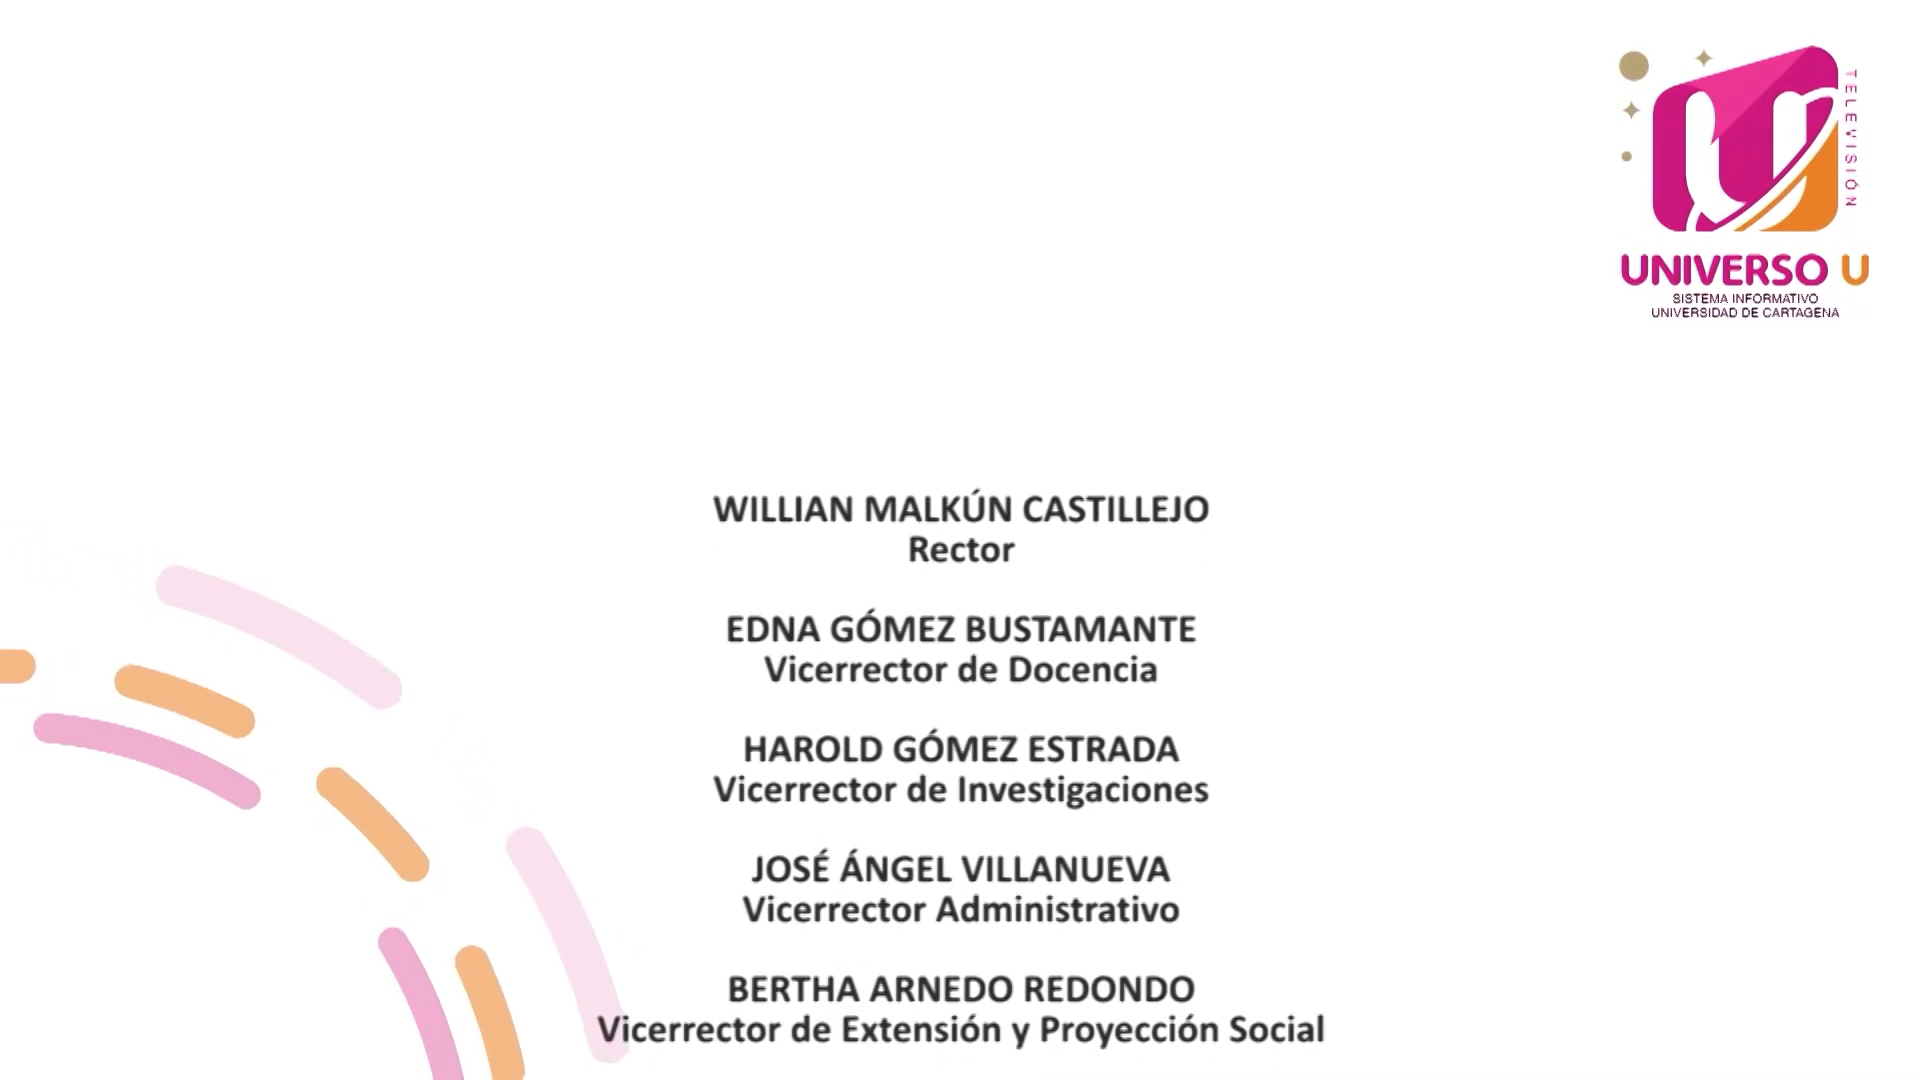 TELEVISIÓN
UNIVERSO U
SISTEMA INFORMATIVO
UNIVERSIDAD DE CARTAGENA
WILLIAN MALKÚN CASTILLEJO
Rector
EDNA GÓMEZ BUSTAMANTE
Vicerrector de Docencia
HAROLD GÓMEZ ESTRADA
Vicerrector de Investigaciones
JOSÉ ÁNGEL VILLANUEVA
Vicerrector Administrativo
BERTHA ARNEDO REDONDO
Vicerrector de Extensión y Proyección Social